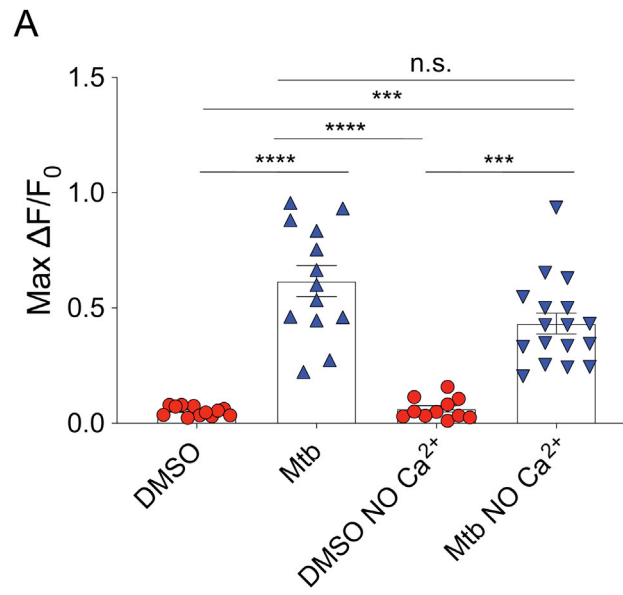 A
n.s.
***
****
****
***
1.5
1.0
0.5
0.0
Max ΔF/F₀
DMSO
Mtb
DMSO NO Ca²⁺
Mtb NO Ca²⁺